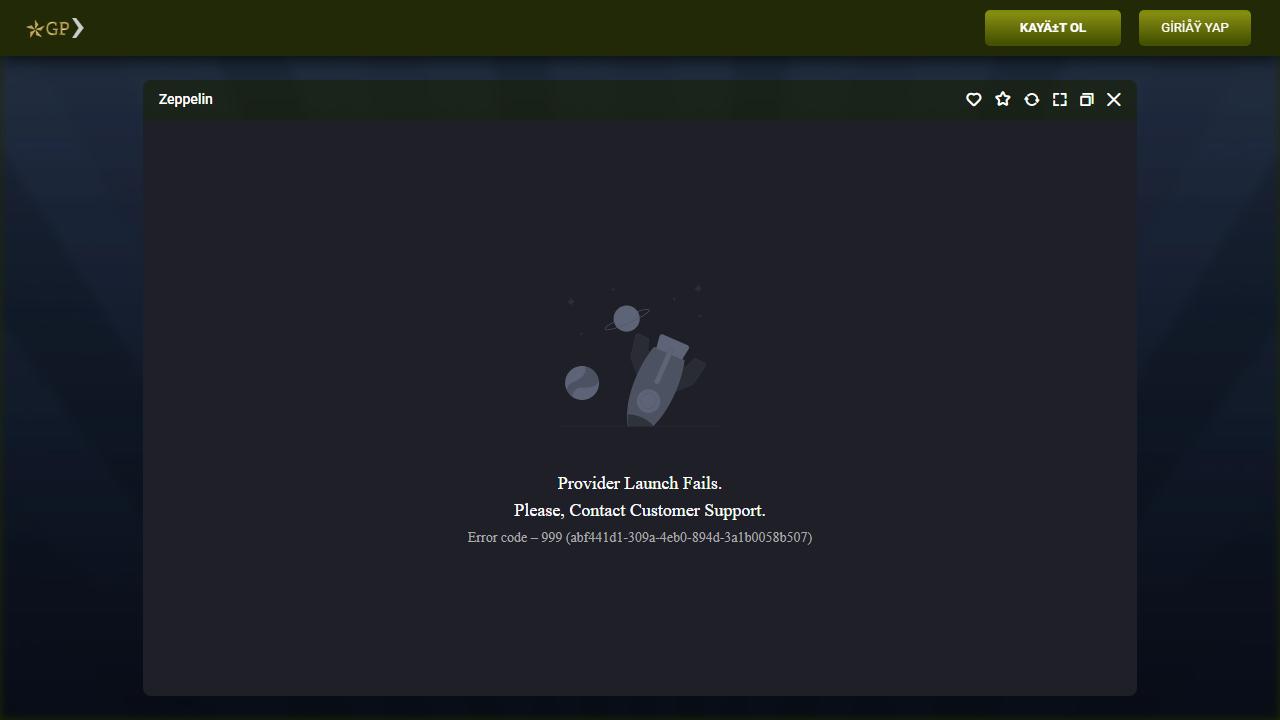 GP
KAYÄ±T OL
GİRİÅŸ YAP
Zeppelin
Provider Launch Fails.
Please, Contact Customer Support.
Error code – 999 (abf441d1-309a-4eb0-894d-3a1b0058b507)